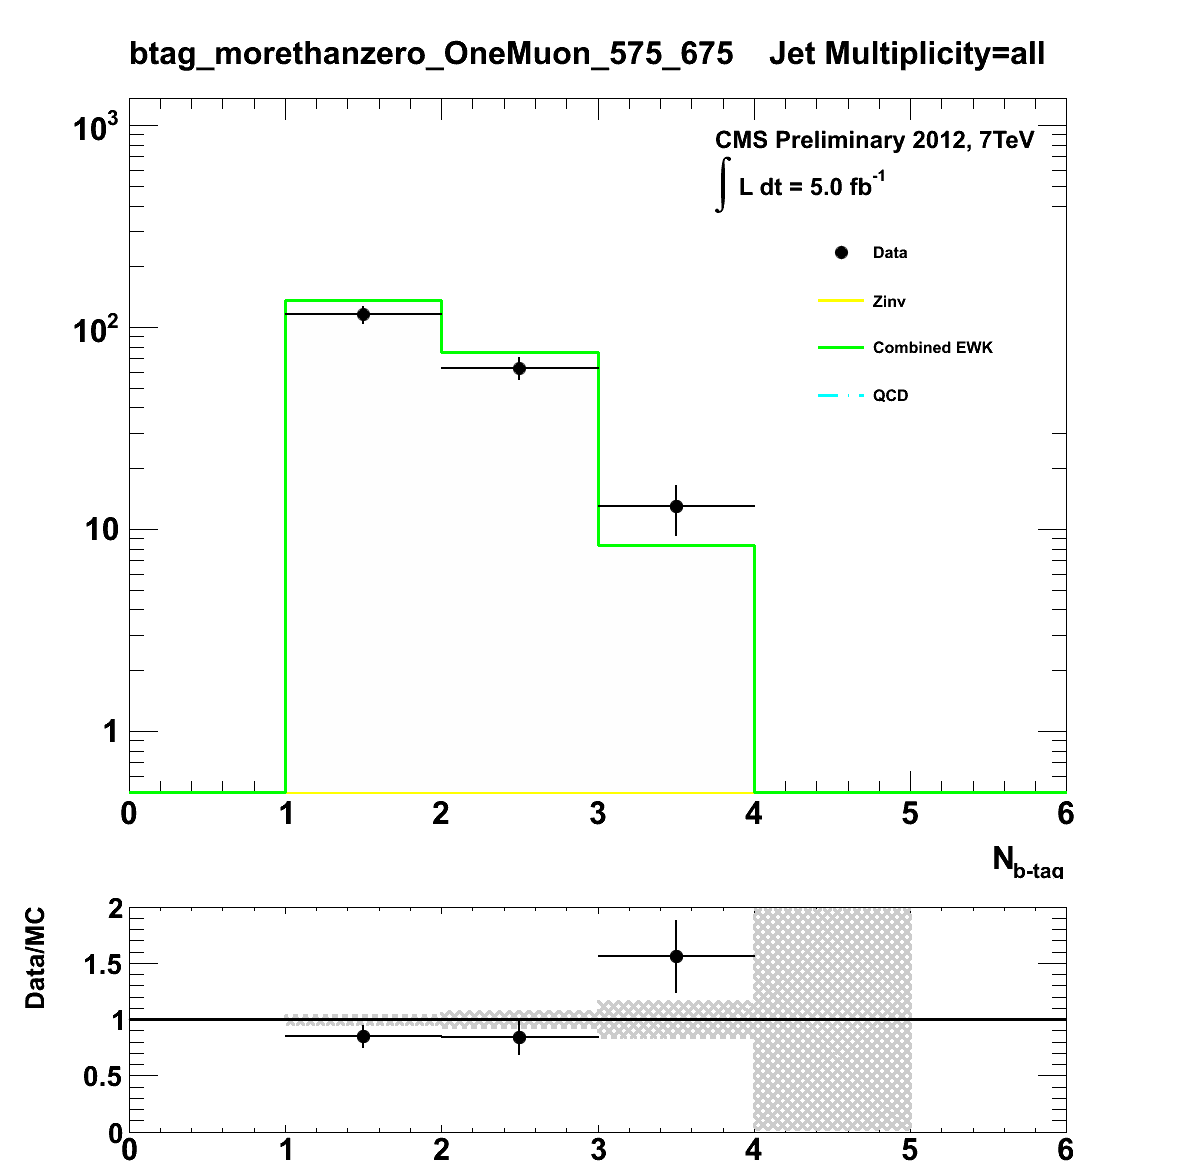 btag_morethanzero_OneMuon_575_675 Jet Multiplicity=all
10³
CMS Preliminary 2012, 7TeV
∫ L dt = 5.0 fb⁻¹
Data
Zinv
10²
Combined EWK
QCD
10
1
0 1 2 3 4 5 6
N_b-tag
Data/MC
2
1.5
1
0.5
0
0 1 2 3 4 5 6